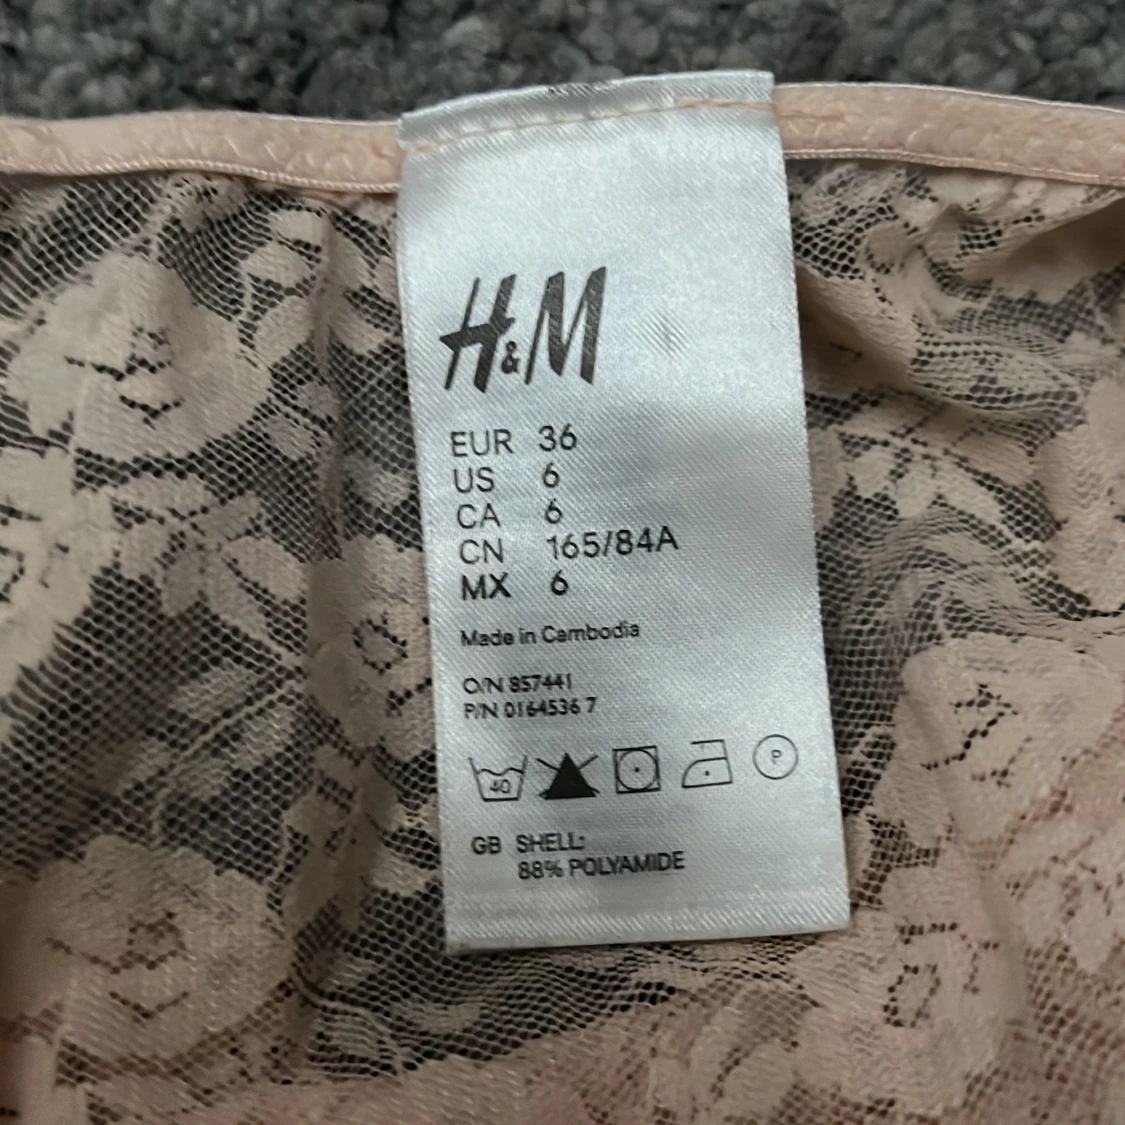 H&M
EUR 36
US 6
CA 6
CN 165/84A
MX 6
Made in Cambodia
O/N 857441
P/N 0164536 7
40 P
GB SHELL:
88% POLYAMIDE